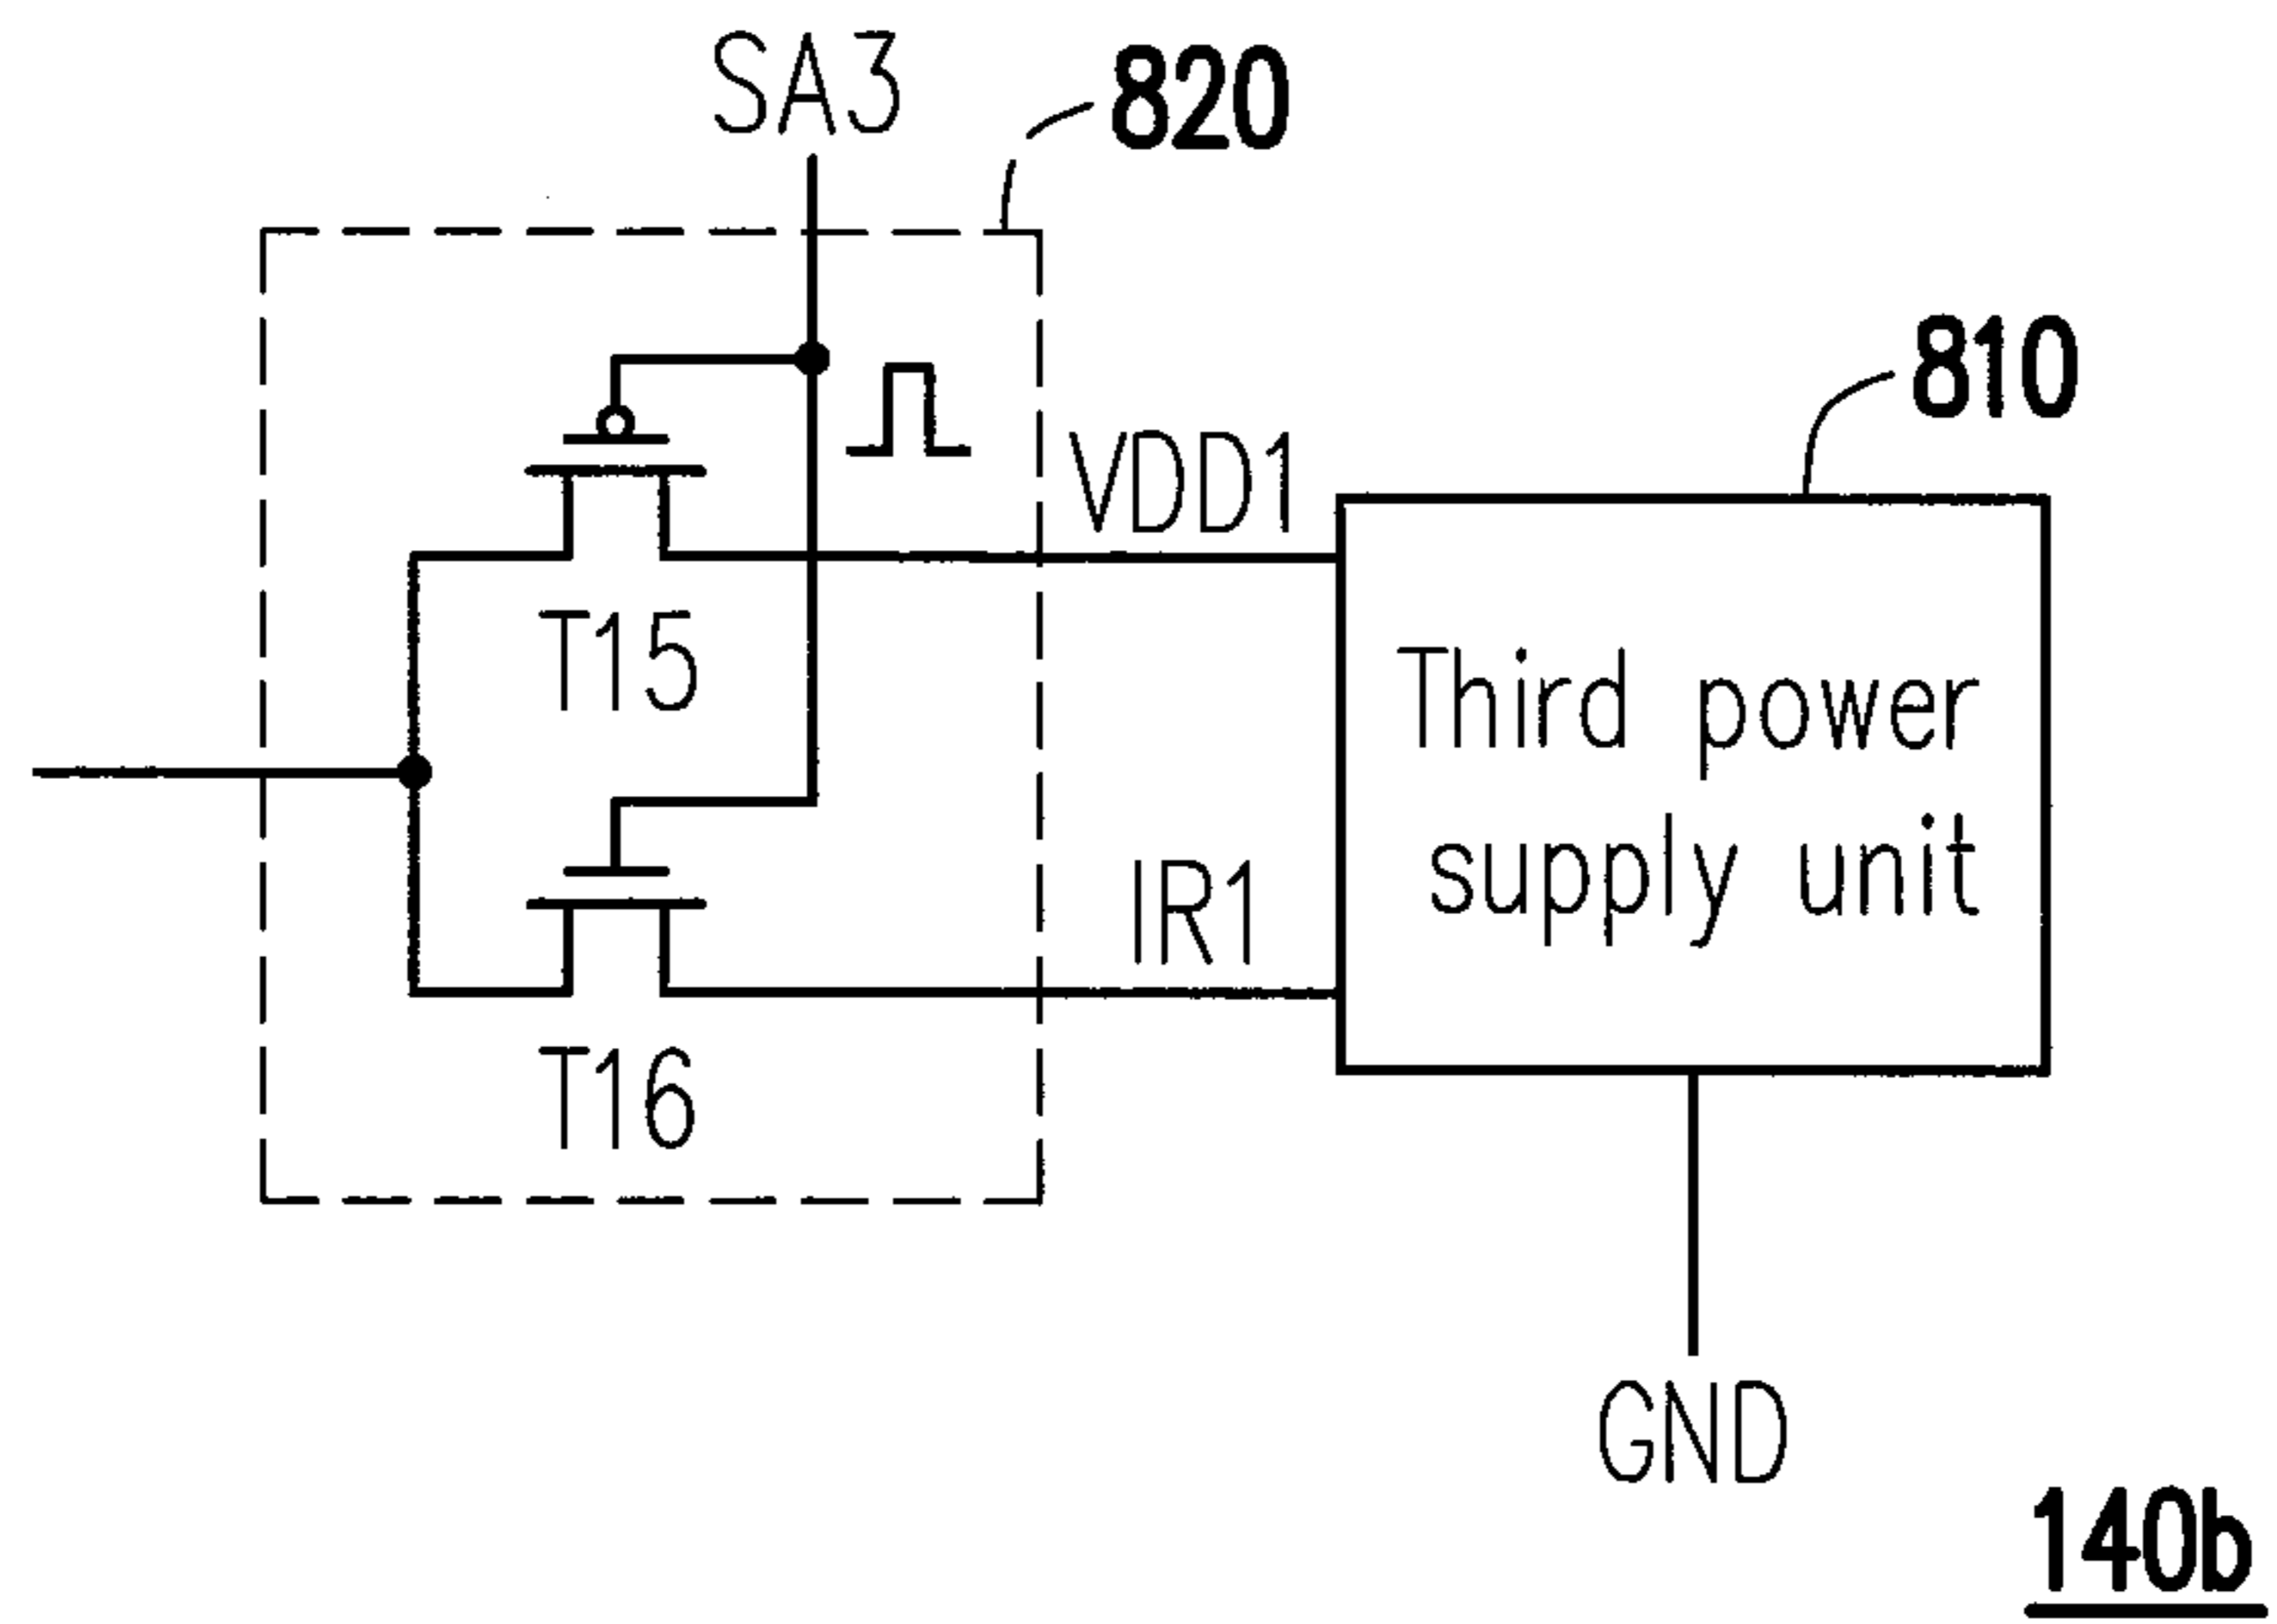 SA3
820
810
VDD1
T15
Third power
supply unit
IR1
T16
GND
140b